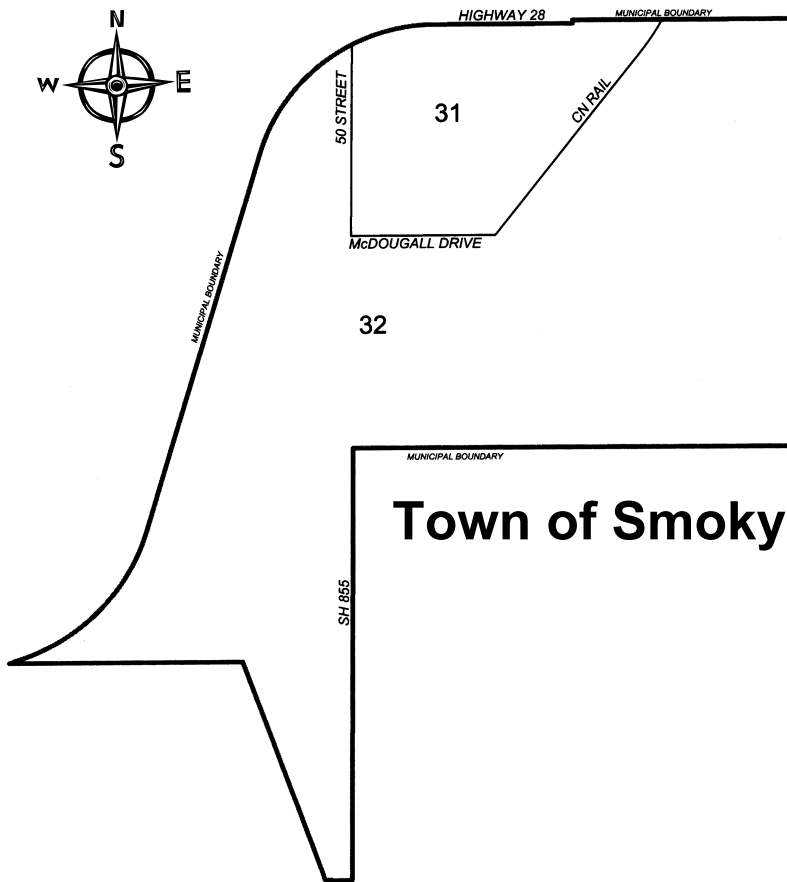 HIGHWAY 28
MUNICIPAL BOUNDARY
N
W
E
S
50 STREET
31
CN RAIL
McDOUGALL DRIVE
MUNICIPAL BOUNDARY
32
MUNICIPAL BOUNDARY
Town of Smoky
SH 855